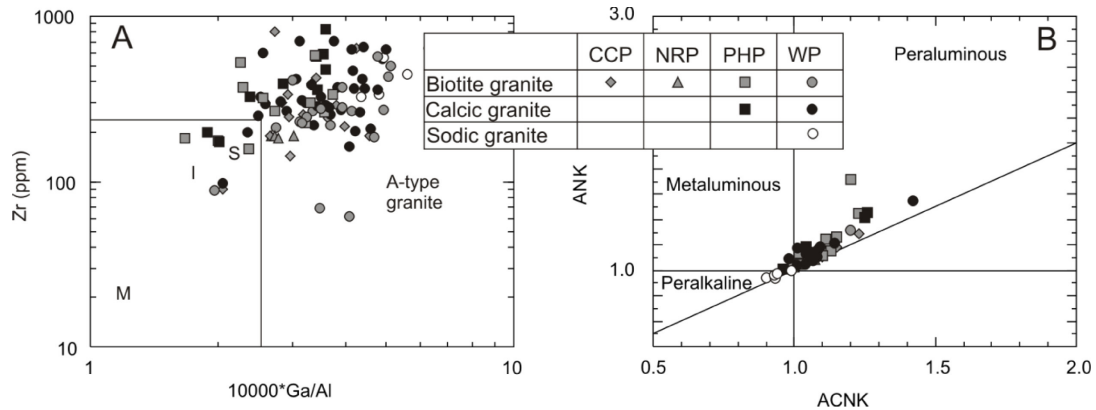 1000
A
100
10
1
10
Zr (ppm)
10000*Ga/Al
I
S
M
A-type
granite
CCP NRP PHP WP
Biotite granite
Calcic granite
Sodic granite
3.0
B
Peraluminous
Metaluminous
1.0
Peralkaline
ANK
0.5 1.0 1.5 2.0
ACNK